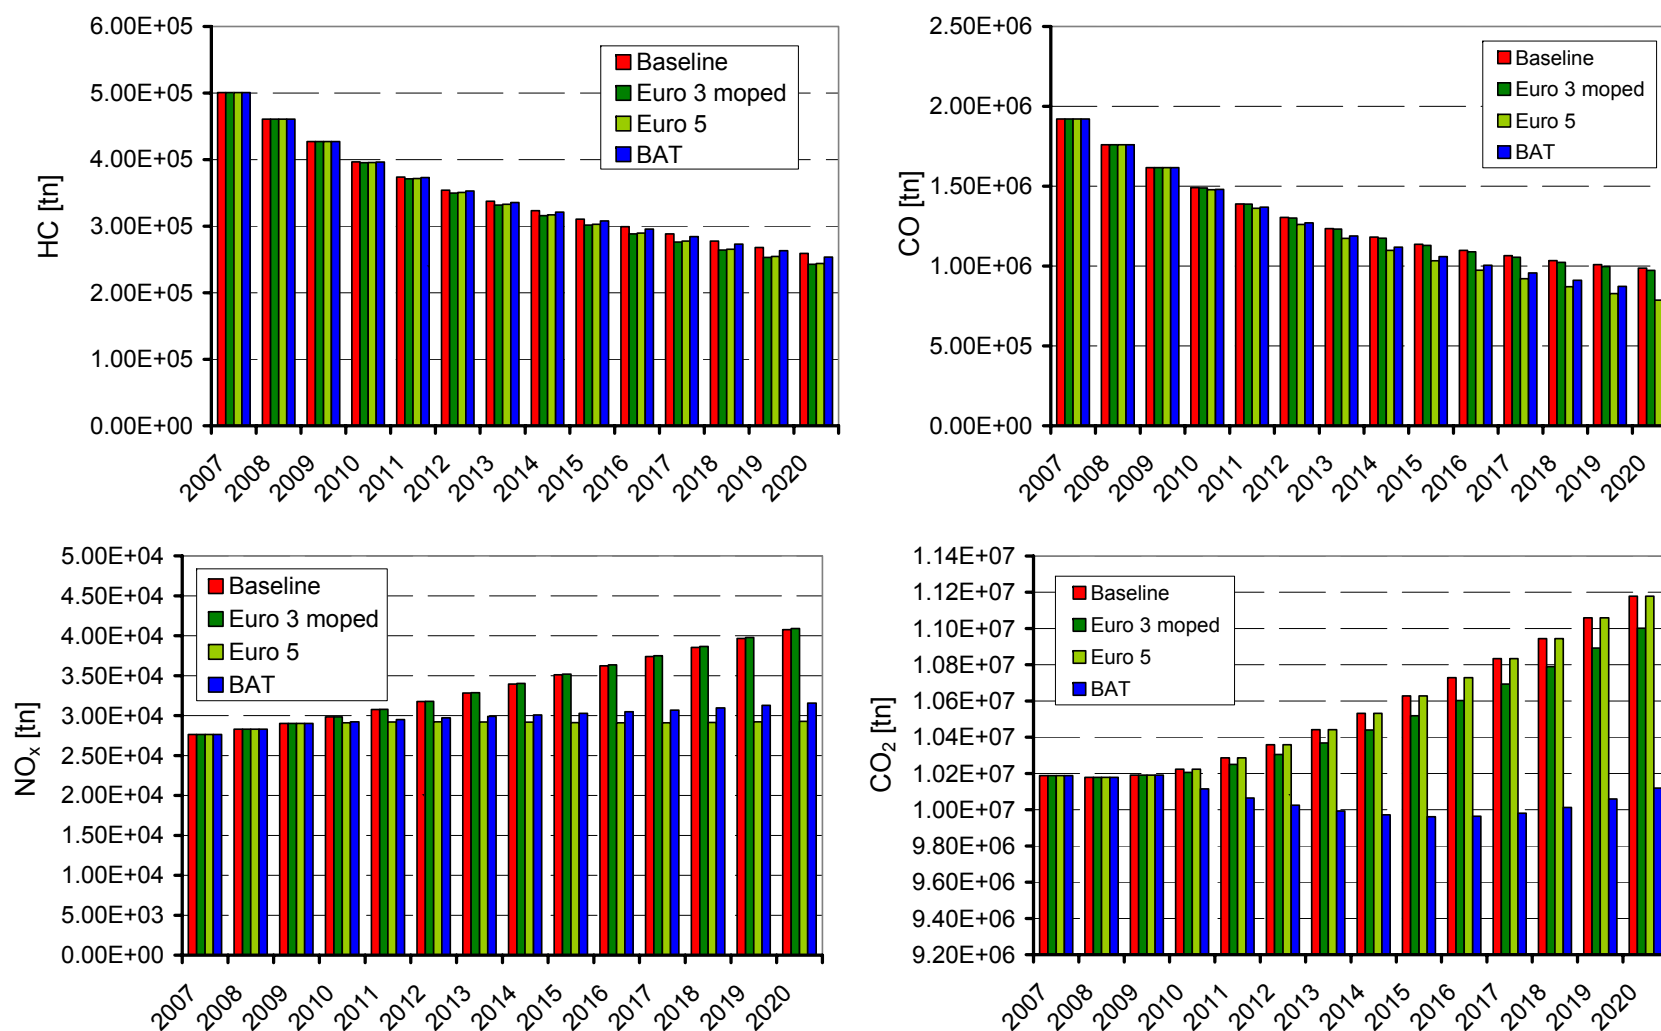 6.00E+05
5.00E+05
4.00E+05
3.00E+05
2.00E+05
1.00E+05
0.00E+00
HC [tn]
Baseline
Euro 3 moped
Euro 5
BAT
2007 2008 2009 2010 2011 2012 2013 2014 2015 2016 2017 2018 2019 2020
2.50E+06
2.00E+06
1.50E+06
1.00E+06
5.00E+05
0.00E+00
CO [tn]
Baseline
Euro 3 moped
Euro 5
BAT
2007 2008 2009 2010 2011 2012 2013 2014 2015 2016 2017 2018 2019 2020
5.00E+04
4.50E+04
4.00E+04
3.50E+04
3.00E+04
2.50E+04
2.00E+04
1.50E+04
1.00E+04
5.00E+03
0.00E+00
NOx [tn]
Baseline
Euro 3 moped
Euro 5
BAT
2007 2008 2009 2010 2011 2012 2013 2014 2015 2016 2017 2018 2019 2020
1.14E+07
1.12E+07
1.10E+07
1.08E+07
1.06E+07
1.04E+07
1.02E+07
1.00E+07
9.80E+06
9.60E+06
9.40E+06
9.20E+06
CO2 [tn]
Baseline
Euro 3 moped
Euro 5
BAT
2007 2008 2009 2010 2011 2012 2013 2014 2015 2016 2017 2018 2019 2020